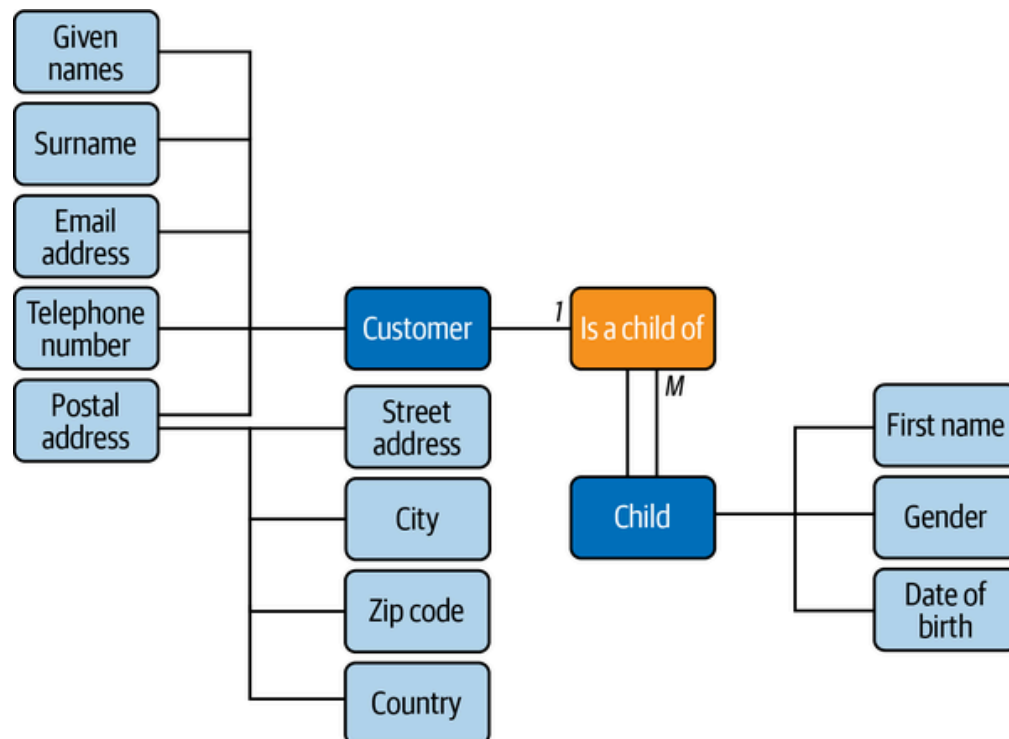 Given
names
Surname
Email
address
Telephone
number
Customer
1
Is a child of
M
Postal
address
Street
address
First name
City
Child
Gender
Zip code
Date of
birth
Country